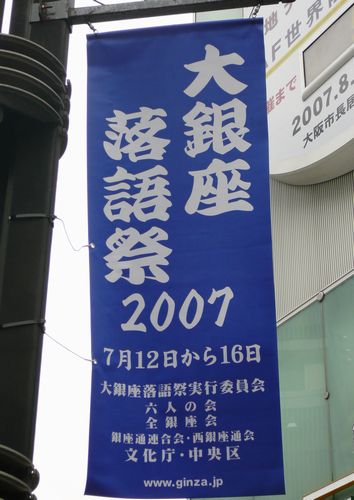 大銀座
落語祭
2007
7月12日から16日
大銀座落語祭実行委員会
六人の会
全銀座会
銀座通連合会・西銀座通会
文化庁・中央区
www.ginza.jp
2007.8.
大阪市長居